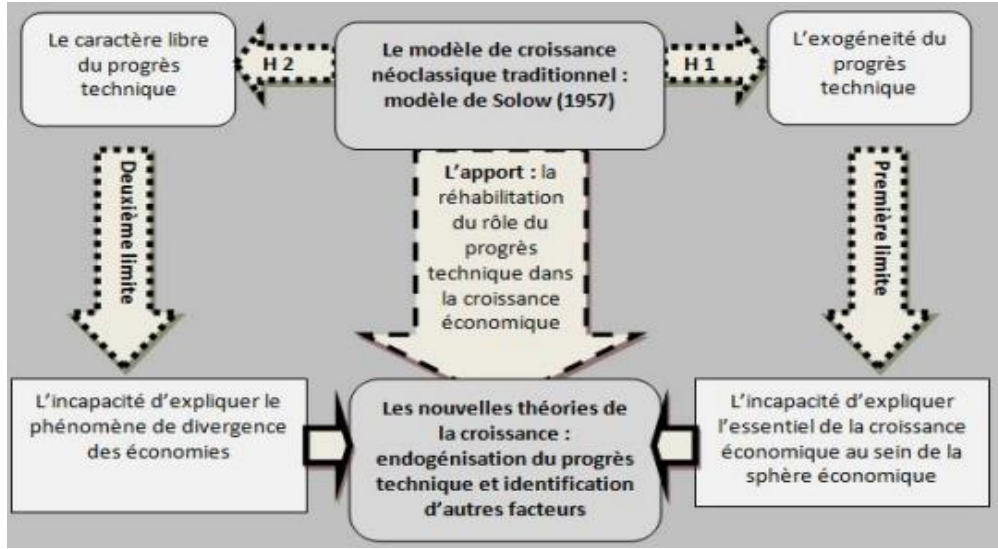 Le caractère libre
du progrès
technique
H 2
Le modèle de croissance
néoclassique traditionnel :
modèle de Solow (1957)
H 1
L'exogéneité du
progrès
technique
Deuxième limite
L'apport : la
réhabilitation
du rôle du
progrès
technique dans
la croissance
économique
Première limite
L'incapacité d'expliquer le
phénomène de divergence
des économies
Les nouvelles théories de
la croissance :
endogénisation du progrès
technique et identification
d'autres facteurs
L'incapacité d'expliquer
l'essentiel de la croissance
économique au sein de la
sphère économique